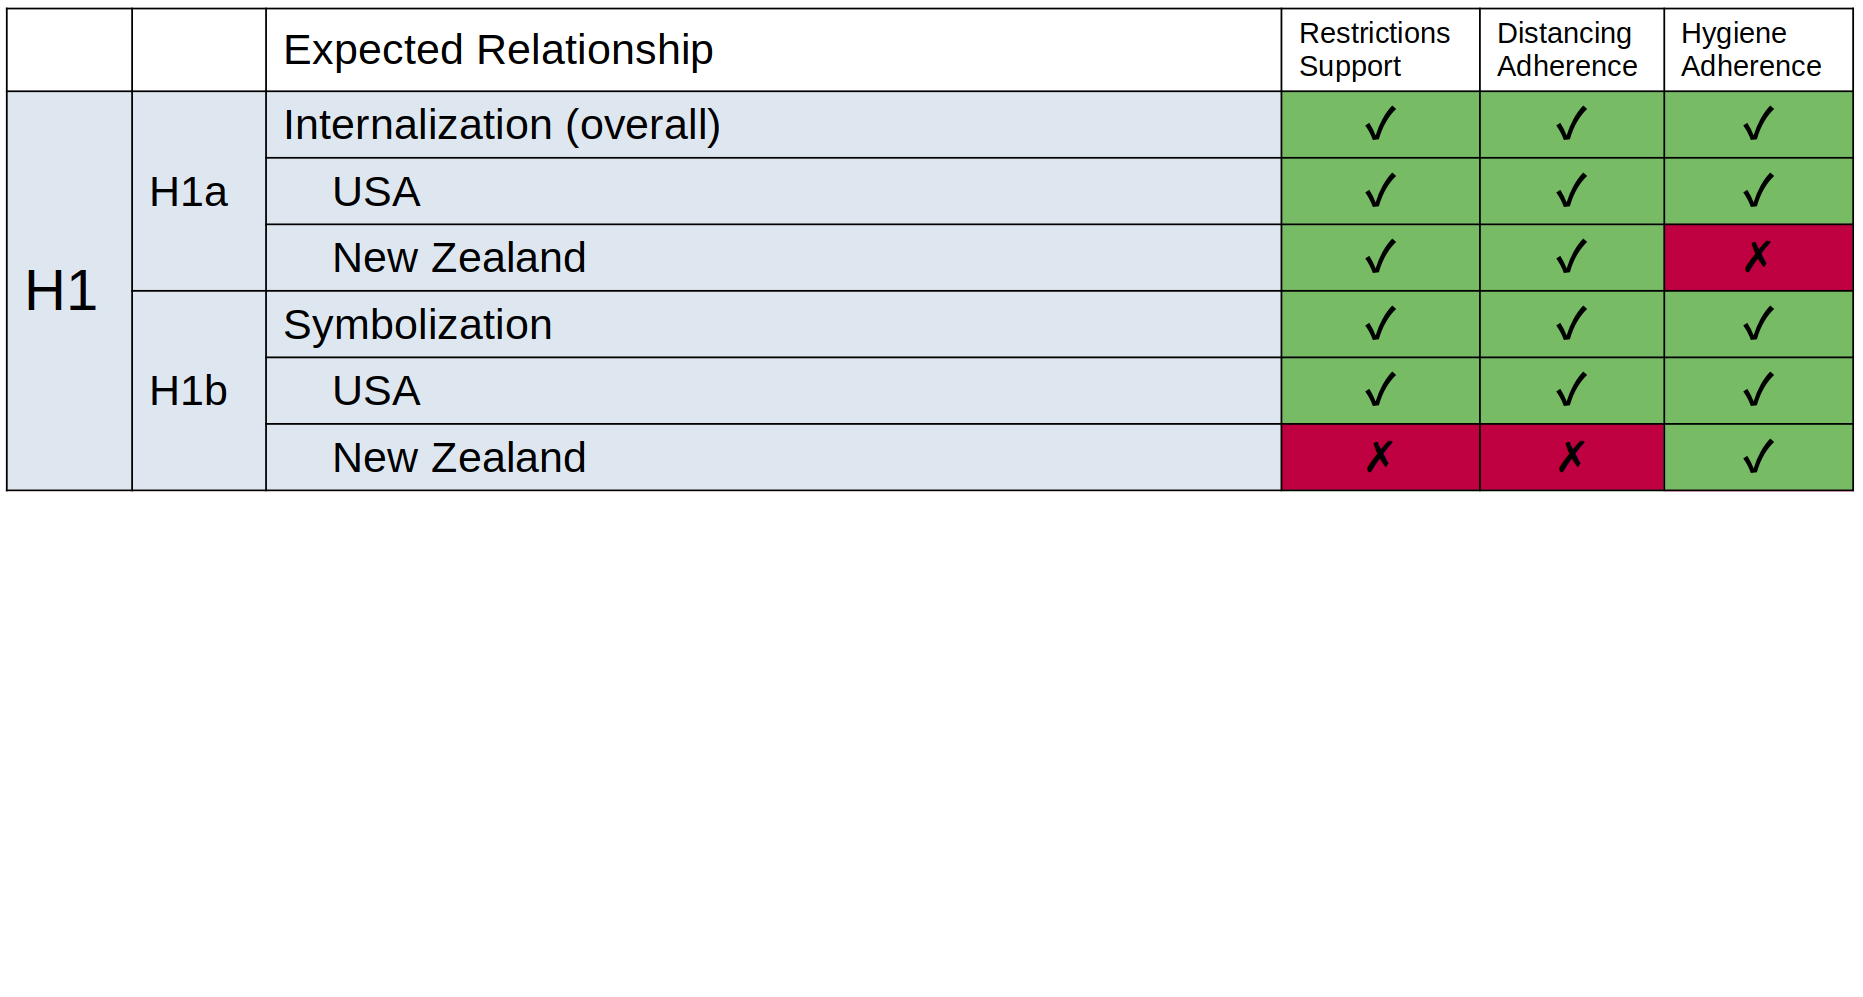 Expected Relationship
Restrictions
Support
Distancing
Adherence
Hygiene
Adherence
H1
H1a
Internalization (overall) ✓ ✓ ✓
USA ✓ ✓ ✓
New Zealand ✓ ✓ ✗
H1b
Symbolization ✓ ✓ ✓
USA ✓ ✓ ✓
New Zealand ✗ ✗ ✓